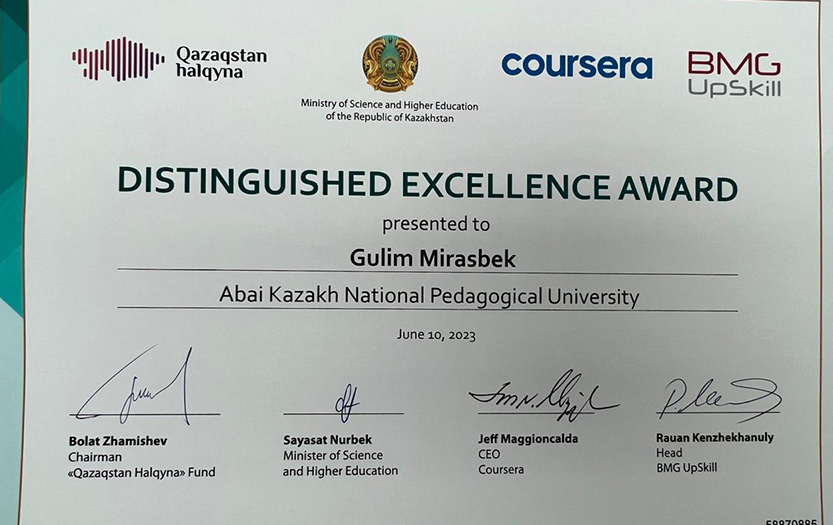 Qazaqstan
halqyna
Ministry of Science and Higher Education
of the Republic of Kazakhstan
coursera
BMG
UpSkill
DISTINGUISHED EXCELLENCE AWARD
presented to
Gulim Mirasbek
Abai Kazakh National Pedagogical University
June 10, 2023
Bolat Zhamishev
Chairman
«Qazaqstan Halqyna» Fund
Sayasat Nurbek
Minister of Science
and Higher Education
Jeff Maggioncalda
CEO
Coursera
Rauan Kenzhekhanuly
Head
BMG UpSkill